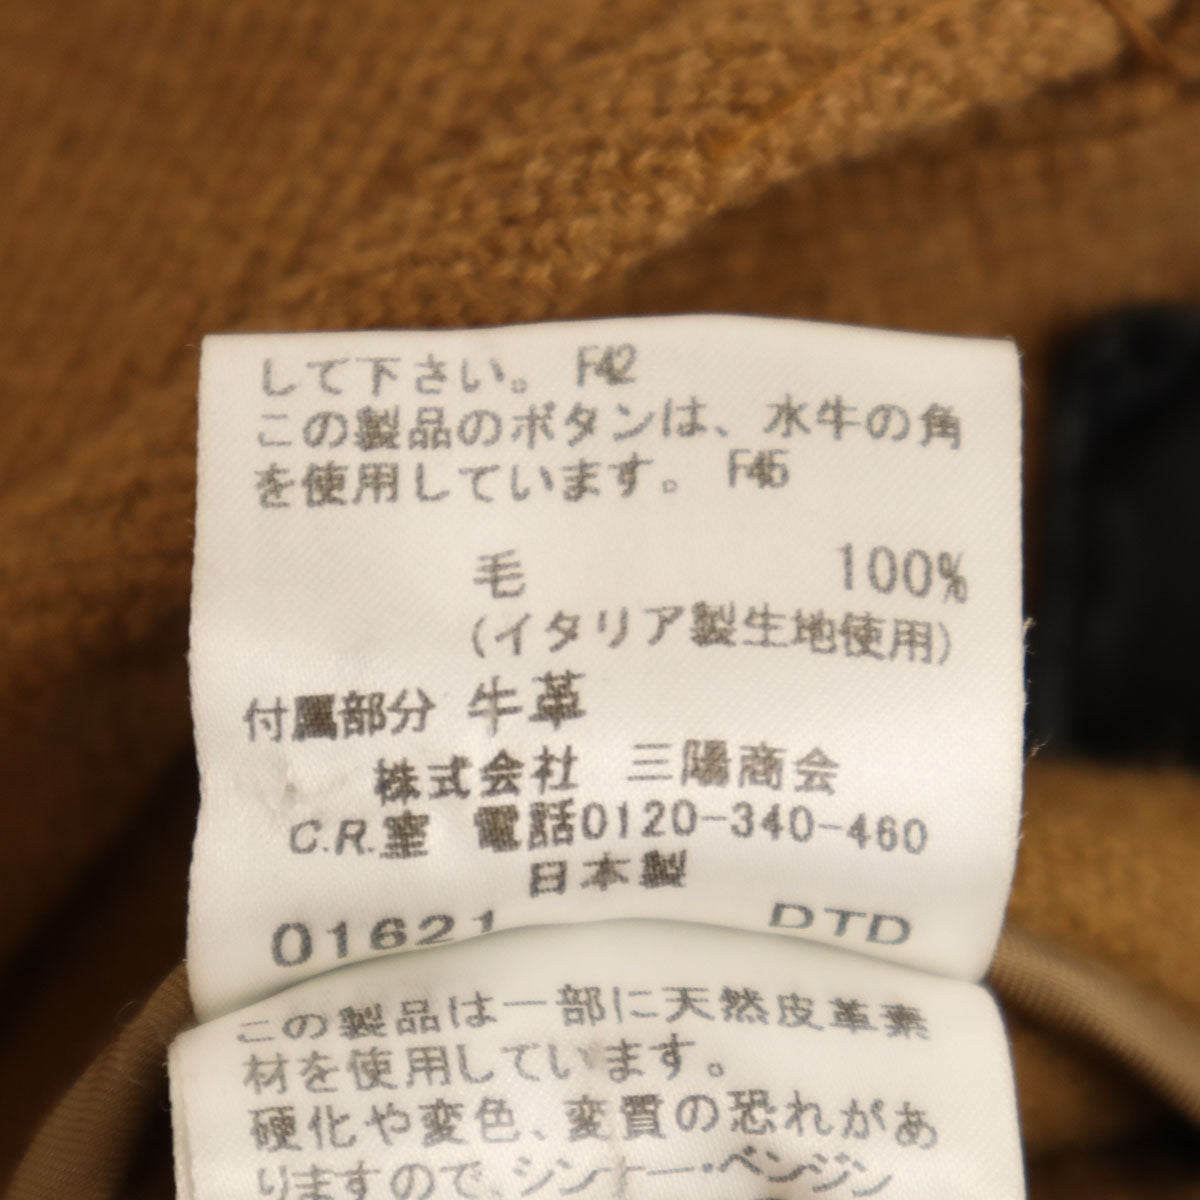 して下さい。 F42
この製品のボタンは、水牛の角
を使用しています。 F45
毛 100%
(イタリア製生地使用)
付属部分 牛革
株式会社 三陽商会
C.R.室 電話0120-340-460
日本製
01621 DTD
この製品は一部に天然皮革素
材を使用しています。
硬化や変色、変質の恐れがあ
りますので、シンナー・ベンジン